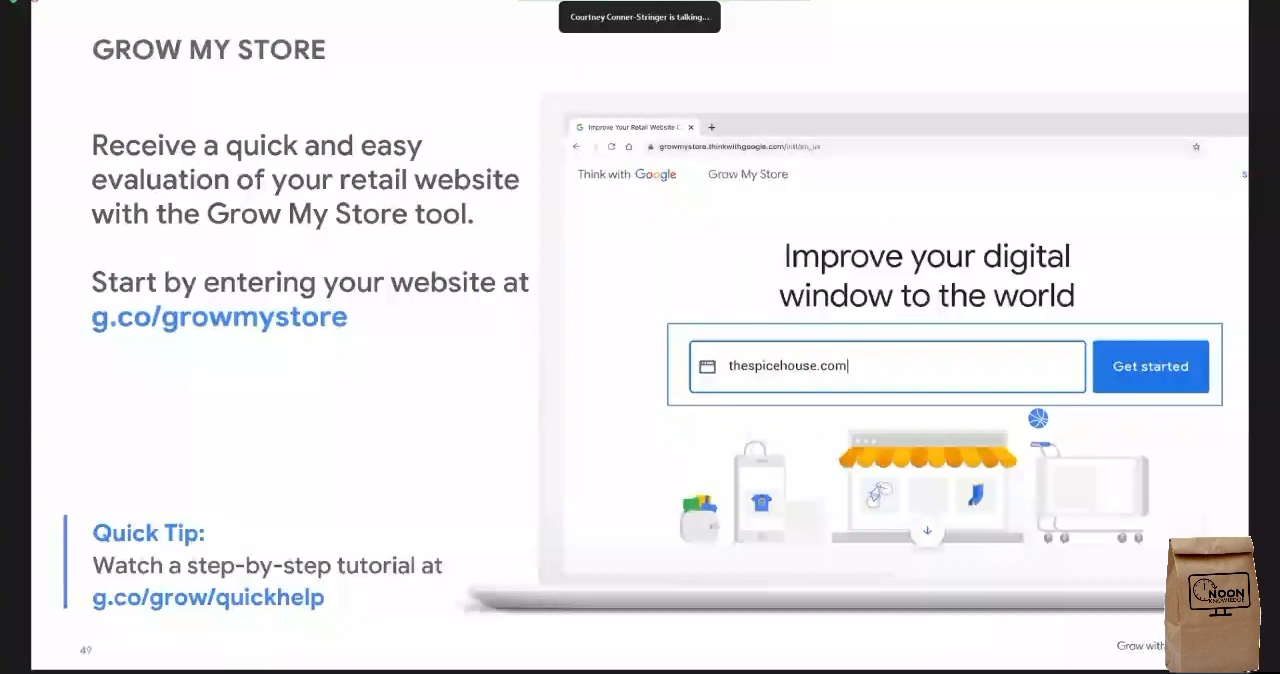 Courtney Conner-Stringer is talking...
GROW MY STORE
Receive a quick and easy
evaluation of your retail website
with the Grow My Store tool.
Start by entering your website at
g.co/growmystore
Quick Tip:
Watch a step-by-step tutorial at
g.co/grow/quickhelp
49
Improve Your Retail Website
growmystore.thinkwithgoogle.com/intl/en_us
Think with Google Grow My Store
Improve your digital
window to the world
thespicehouse.com
Get started
Grow with
NOON
KNOWLEDGE